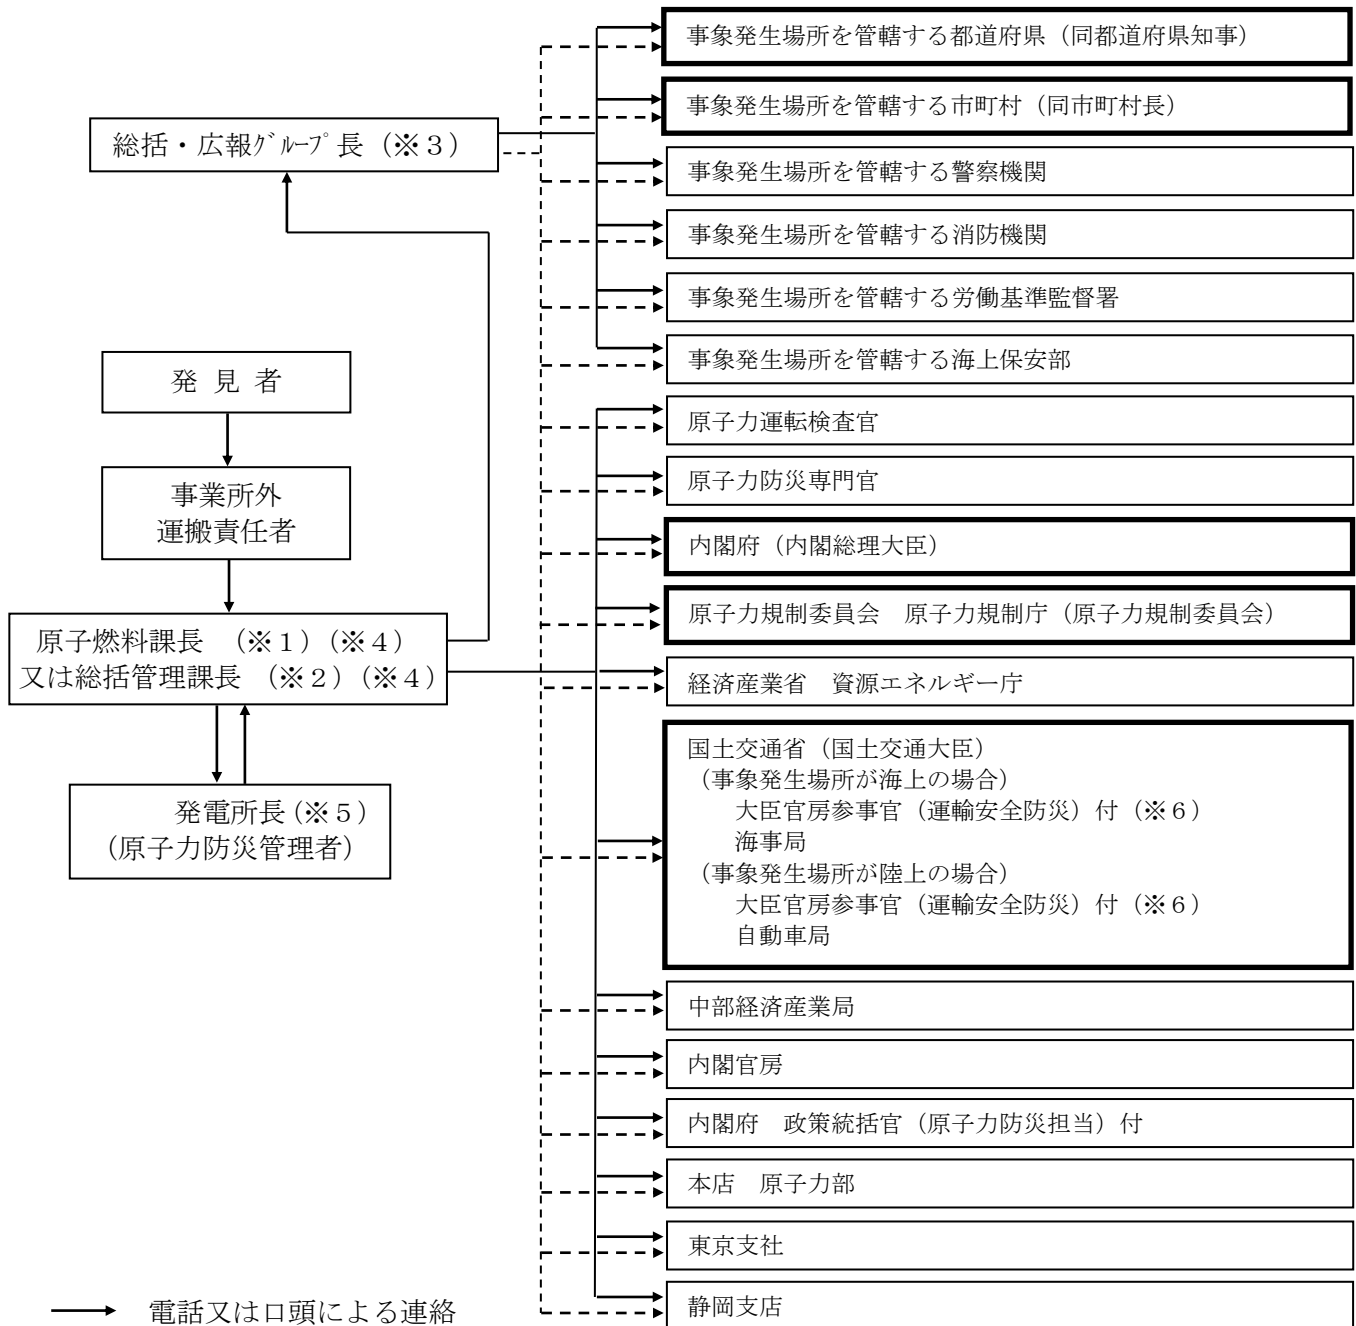 事象発生場所を管轄する都道府県（同都道府県知事）
事象発生場所を管轄する市町村（同市町村長）
総括・広報ｸﾞﾙｰﾌﾟ長（※３）
事象発生場所を管轄する警察機関
事象発生場所を管轄する消防機関
事象発生場所を管轄する労働基準監督署
事象発生場所を管轄する海上保安部
発 見 者
原子力運転検査官
原子力防災専門官
事業所外
運搬責任者
内閣府（内閣総理大臣）
原子力規制委員会　原子力規制庁（原子力規制委員会）
原子燃料課長　（※１）（※４）
又は総括管理課長　（※２）（※４）
経済産業省　資源エネルギー庁
国土交通省（国土交通大臣）
（事象発生場所が海上の場合）
大臣官房参事官（運輸安全防災）付（※６）
海事局
（事象発生場所が陸上の場合）
大臣官房参事官（運輸安全防災）付（※６）
自動車局
発電所長（※５）
（原子力防災管理者）
中部経済産業局
内閣官房
内閣府　政策統括官（原子力防災担当）付
本店　原子力部
東京支社
静岡支店
電話又は口頭による連絡